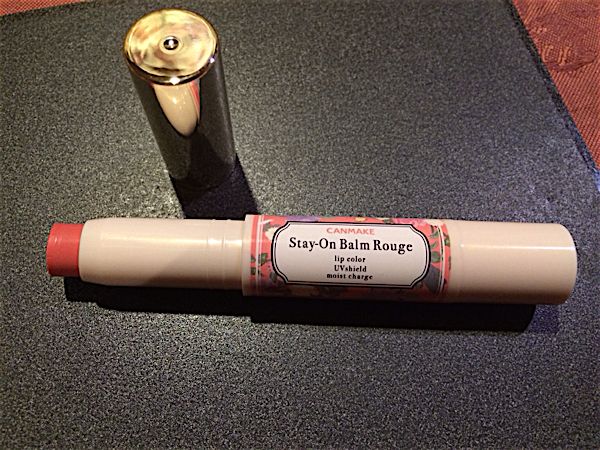 CANMAKE
Stay-On Balm Rouge
lip color
UVshield
moist charge